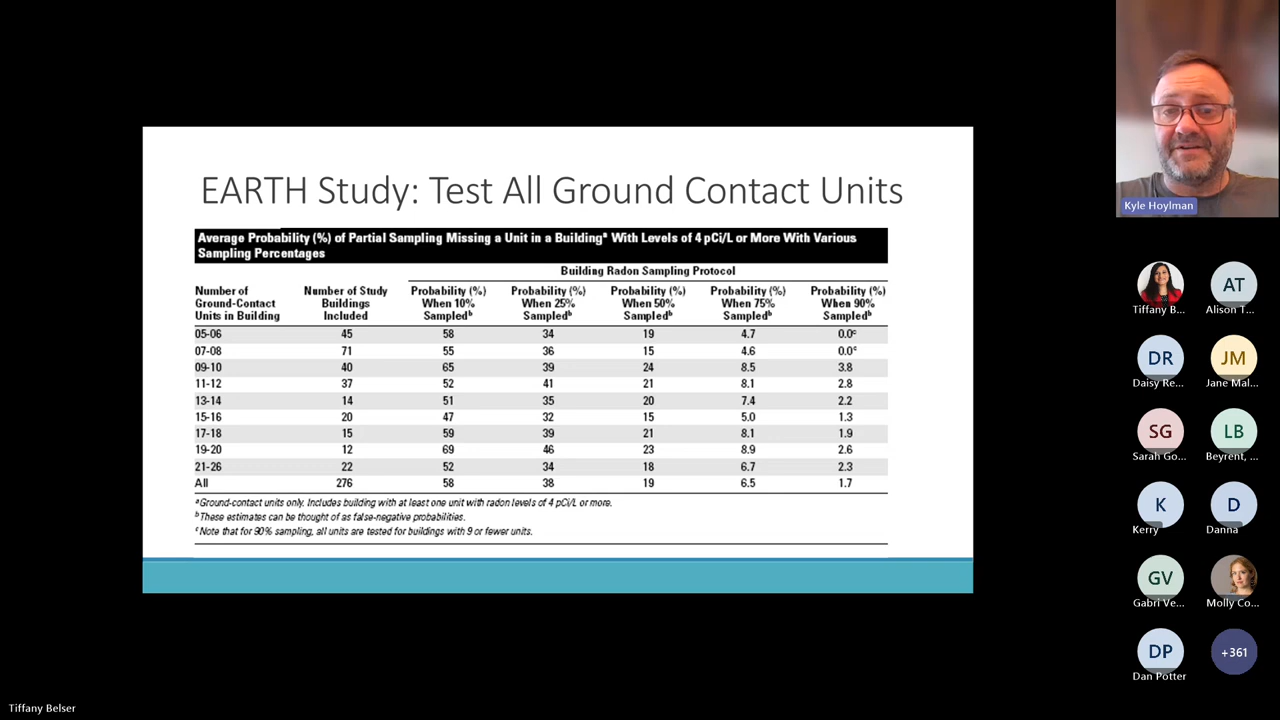 EARTH Study: Test All Ground Contact Units
Average Probability (%) of Partial Sampling Missing a Unit in a Buildingª With Levels of 4 pCi/L or More With Various
Sampling Percentages
Building Radon Sampling Protocol
Number of Number of Study Probability (%) Probability (%) Probability (%) Probability (%) Probability (%)
Ground-Contact Buildings When 10% When 25% When 50% When 75% When 90%
Units in Building Included Sampledᵇ Sampledᵇ Sampledᵇ Sampledᵇ Sampledᵇ
05-06 45 58 34 19 4.7 0.0ᶜ
07-08 71 55 36 15 4.6 0.0ᶜ
09-10 40 65 39 24 8.5 3.8
11-12 37 52 41 21 8.1 2.8
13-14 14 51 35 20 7.4 2.2
15-16 20 47 32 15 5.0 1.3
17-18 15 59 39 21 8.1 1.9
19-20 12 69 46 23 8.9 2.6
21-26 22 52 34 18 6.7 2.3
All 276 58 38 19 6.5 1.7
ªGround-contact units only. Includes building with at least one unit with radon levels of 4 pCi/L or more.
ᵇThese estimates can be thought of as false-negative probabilities.
ᶜNote that for 90% sampling, all units are tested for buildings with 9 or fewer units.
Kyle Hoylman
Tiffany B...
AT
Alison T...
DR
Daisy Re...
JM
Jane Mal...
SG
Sarah Go...
LB
Beyrent, ...
K
Kerry
D
Danna
GV
Gabri Ve...
Molly Co...
DP
Dan Potter
+361
Tiffany Belser